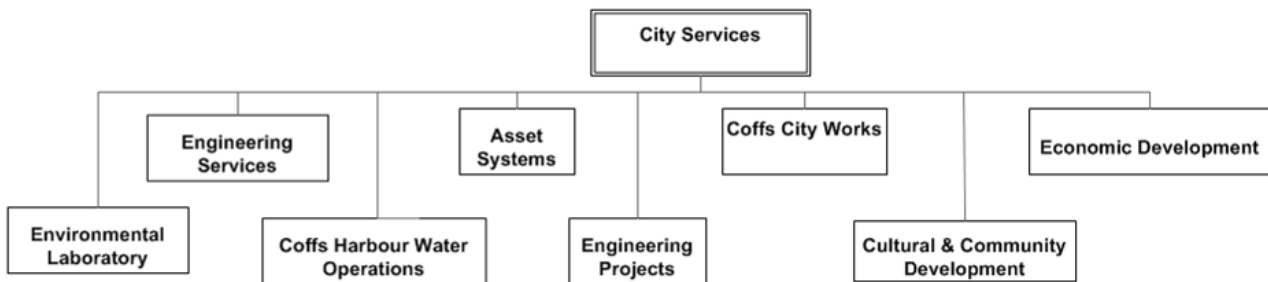 City Services
Engineering
Services
Asset
Systems
Coffs City Works
Economic Development
Environmental
Laboratory
Coffs Harbour Water
Operations
Engineering
Projects
Cultural & Community
Development